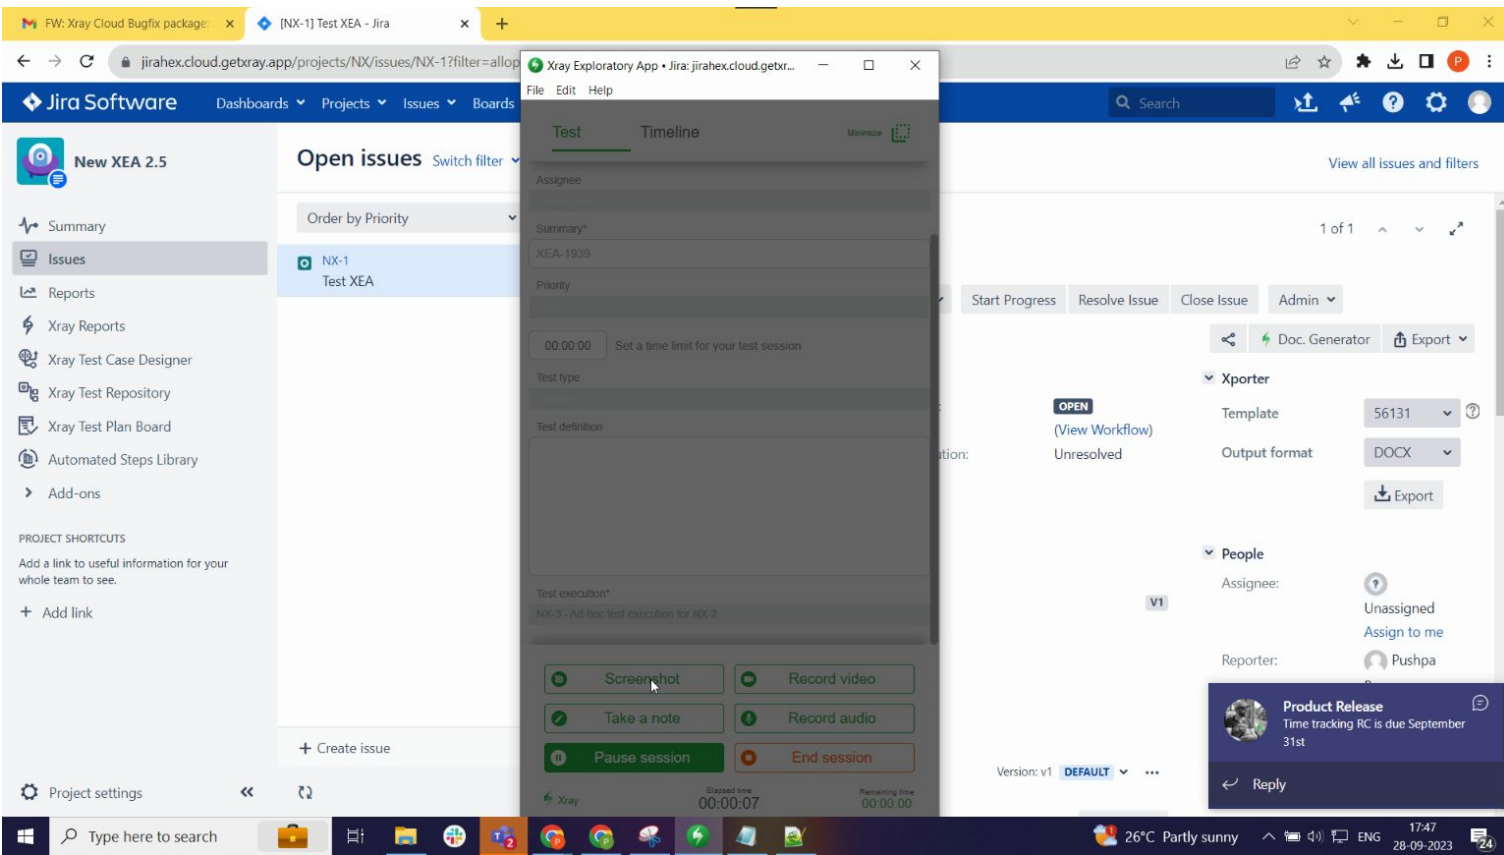 FW: Xray Cloud Bugfix package:
[NX-1] Test XEA - Jira
jirahex.cloud.getxray.app/projects/NX/issues/NX-1?filter=allop
P
Xray Exploratory App • Jira: jirahex.cloud.getxr...
File Edit Help
Jira Software
Dashboards
Projects
Issues
Boards
Search
New XEA 2.5
Summary
Issues
Reports
Xray Reports
Xray Test Case Designer
Xray Test Repository
Xray Test Plan Board
Automated Steps Library
Add-ons
PROJECT SHORTCUTS
Add a link to useful information for your
whole team to see.
+ Add link
Project settings
Open issues Switch filter
View all issues and filters
Order by Priority
NX-1
Test XEA
+ Create issue
Test
Timeline
Minimize
Assignee
Summary*
XEA-1939
Priority
00:00:00
Set a time limit for your test session
Test type
Test definition
Test execution*
NX-3 - Ad-hoc test execution for NX-2
Screenshot
Record video
Take a note
Record audio
Pause session
End session
Xray
Elapsed time
00:00:07
Remaining time
00:00:00
1 of 1
Start Progress
Resolve Issue
Close Issue
Admin
Doc. Generator
Export
Xporter
Template
56131
Output format
DOCX
Export
OPEN
(View Workflow)
ution:
Unresolved
V1
People
Assignee:
Unassigned
Assign to me
Reporter:
Pushpa
Version: v1 DEFAULT ...
Product Release
Time tracking RC is due September
31st
Reply
Type here to search
2
26°C Partly sunny
ENG
17:47
28-09-2023
24